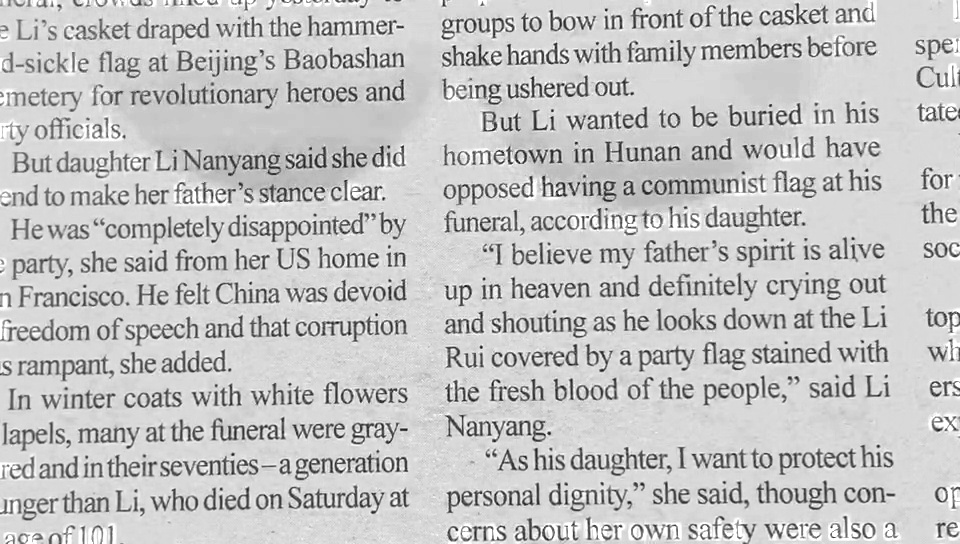 Li's casket draped with the hammer-
d-sickle flag at Beijing's Baobashan
emetery for revolutionary heroes and
rty officials.
But daughter Li Nanyang said she did
end to make her father's stance clear.
He was "completely disappointed" by
party, she said from her US home in
n Francisco. He felt China was devoid
freedom of speech and that corruption
s rampant, she added.
In winter coats with white flowers
lapels, many at the funeral were gray-
red and in their seventies – a generation
unger than Li, who died on Saturday at
age of 101.
groups to bow in front of the casket and
shake hands with family members before
being ushered out.
But Li wanted to be buried in his
hometown in Hunan and would have
opposed having a communist flag at his
funeral, according to his daughter.
"I believe my father's spirit is alive
up in heaven and definitely crying out
and shouting as he looks down at the Li
Rui covered by a party flag stained with
the fresh blood of the people," said Li
Nanyang.
"As his daughter, I want to protect his
personal dignity," she said, though con-
cerns about her own safety were also a
spe
Cult
tate
for
the
soc
top
wh
ers
ex
op
re